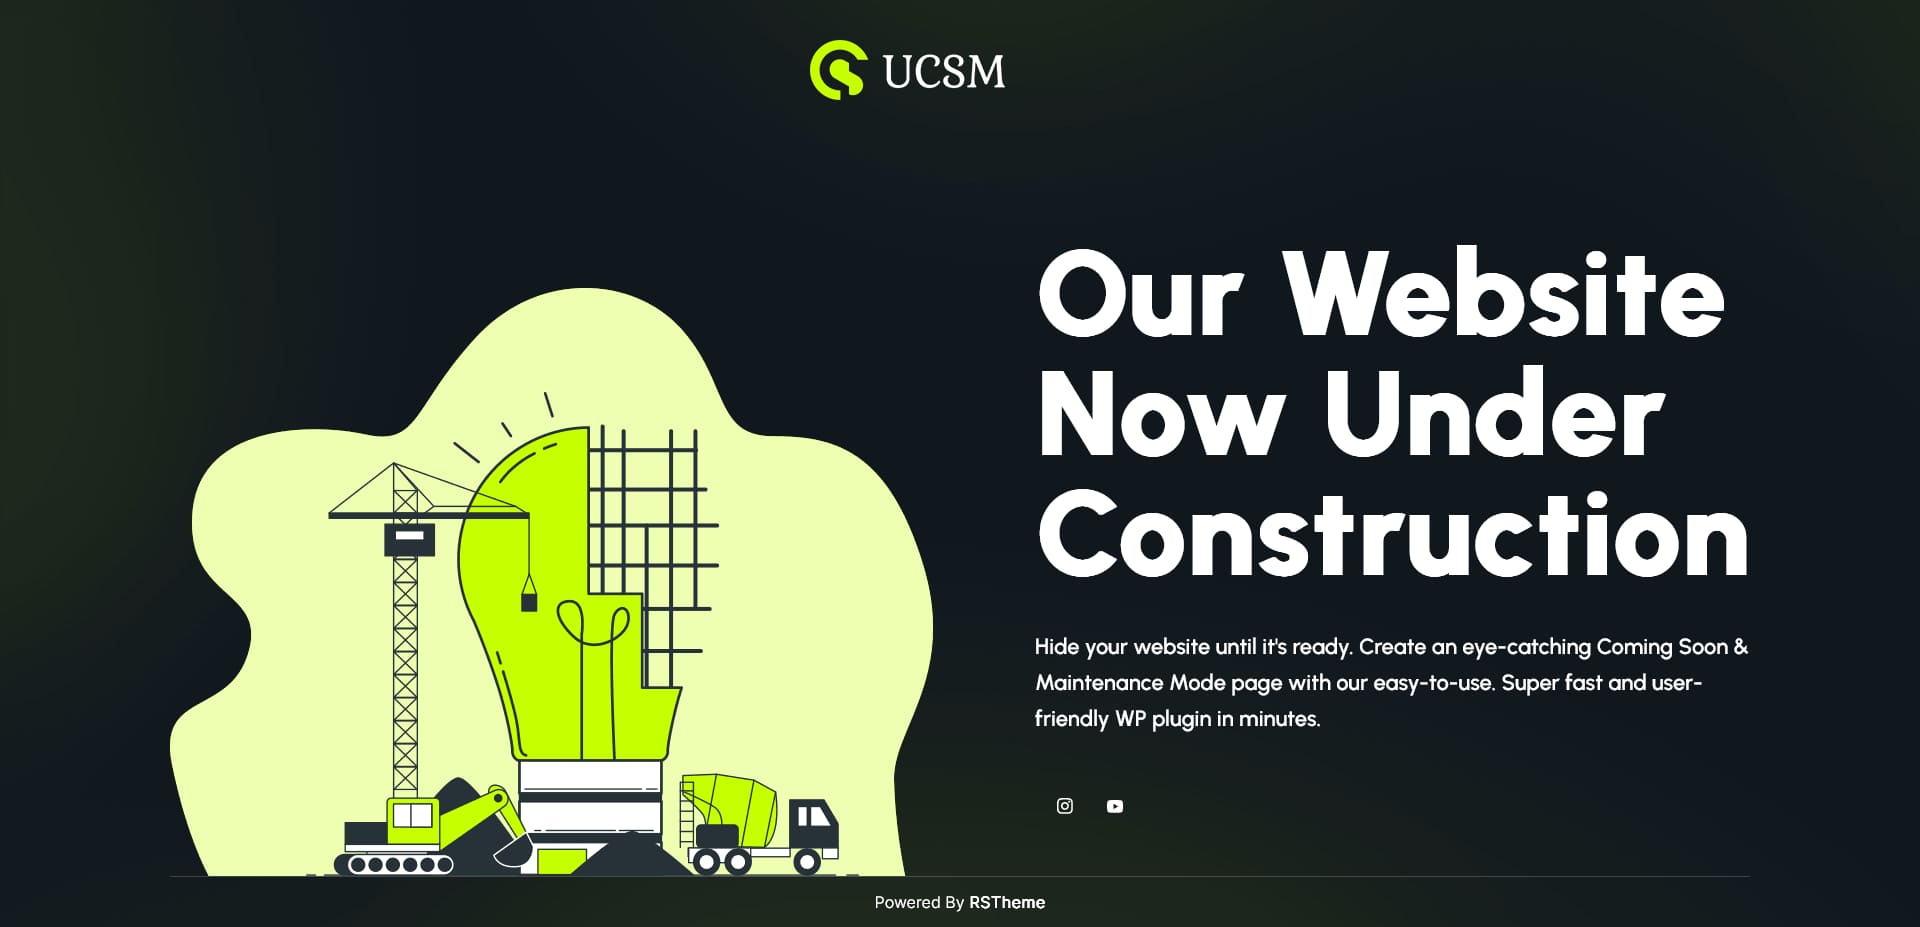 UCSM
Our Website
Now Under
Construction
Hide your website until it's ready. Create an eye-catching Coming Soon &
Maintenance Mode page with our easy-to-use. Super fast and user-
friendly WP plugin in minutes.
Powered By RSTheme